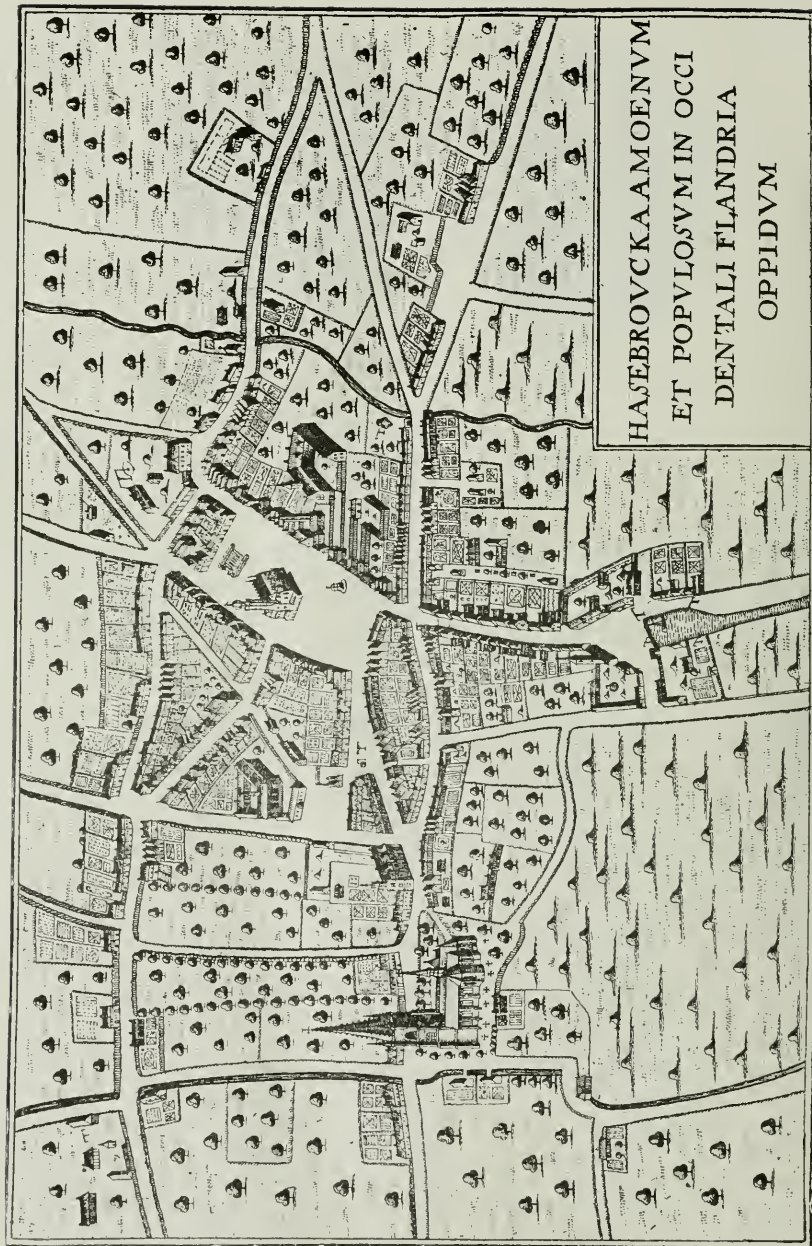 HASEBROVCKA AMOENVM
ET POPVLOSVM IN OCCI
DENTALI FLANDRIA
OPPIDVM